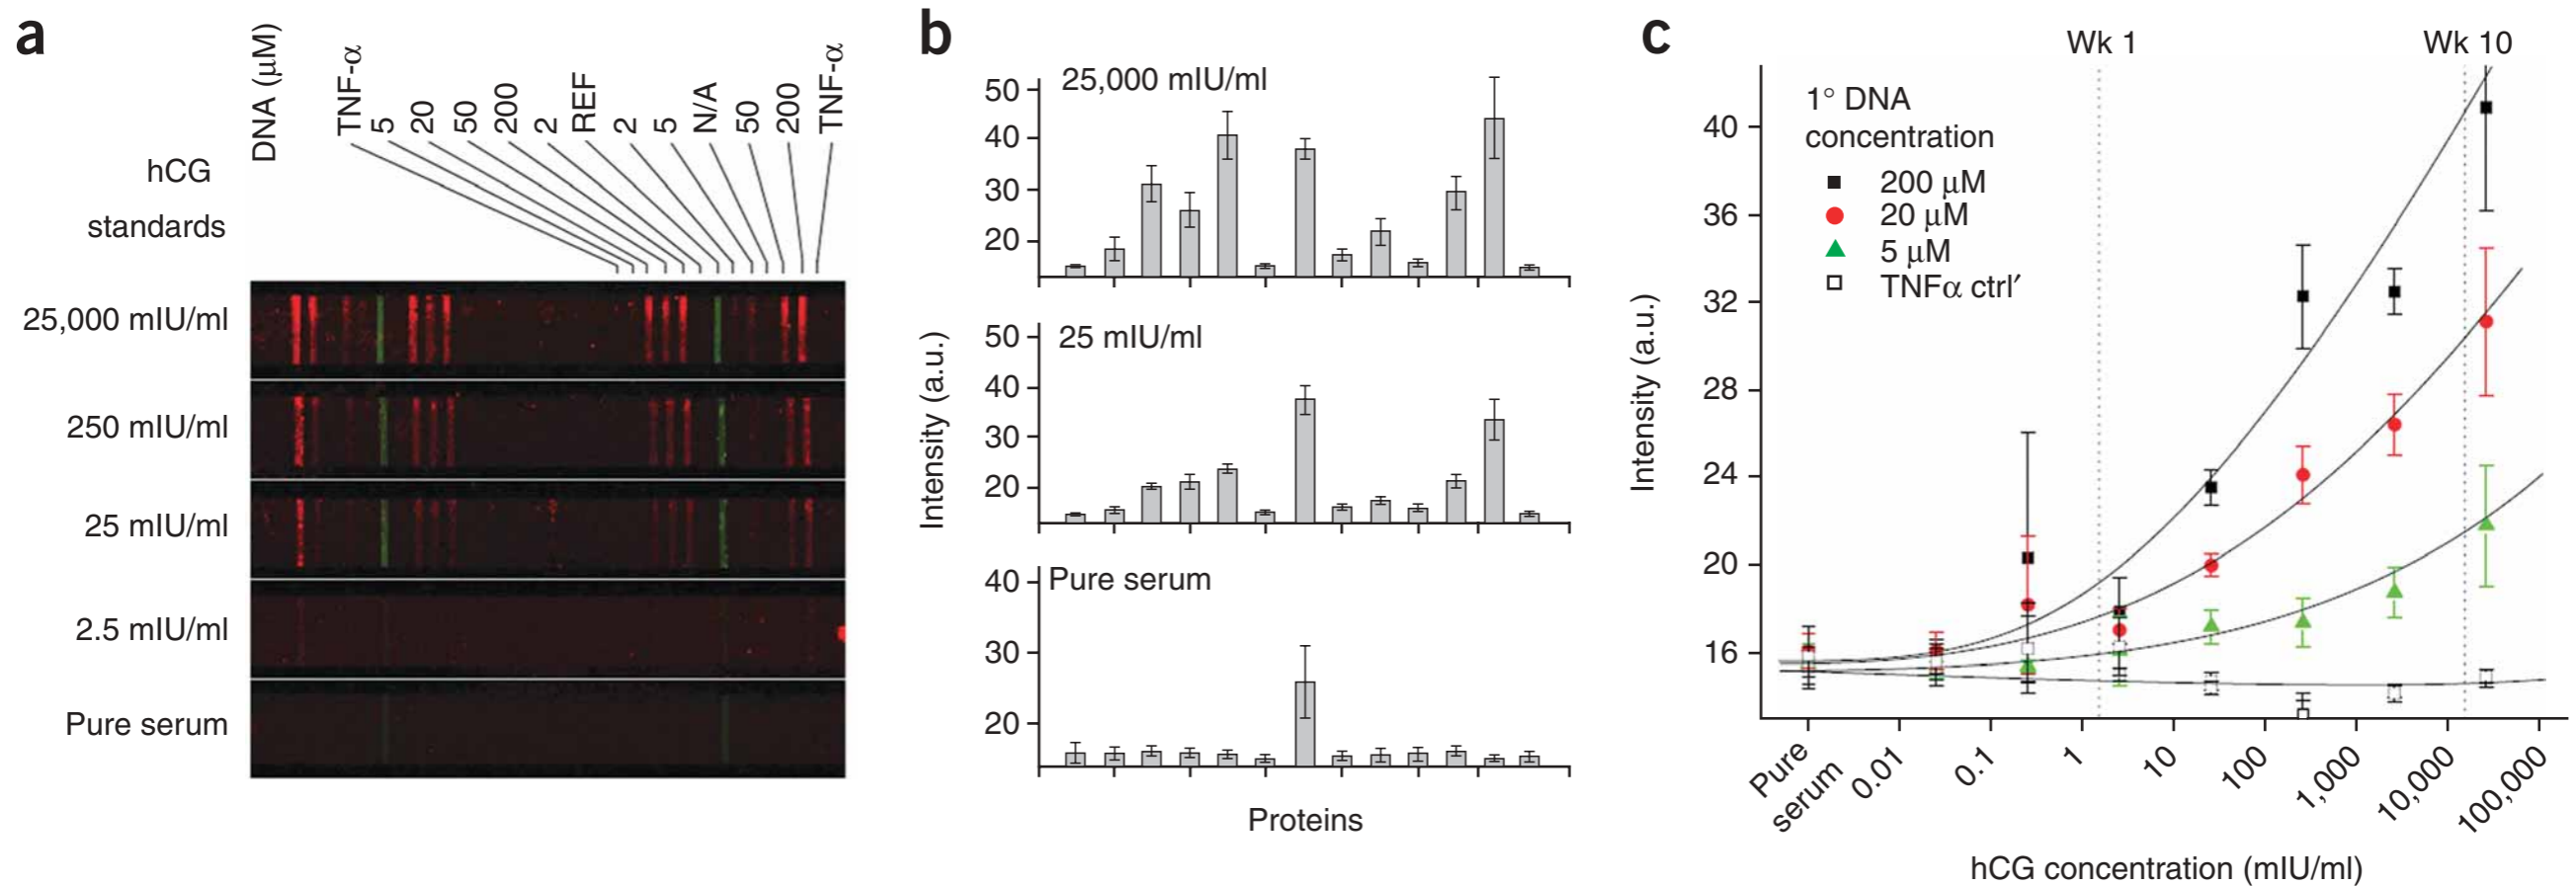 a
DNA (μM)
TNF-α
5
20
50
200
2
REF
2
5
N/A
50
200
TNF-α
hCG
standards
25,000 mIU/ml
250 mIU/ml
25 mIU/ml
2.5 mIU/ml
Pure serum
b
Intensity (a.u.)
25,000 mIU/ml
50
40
30
20
25 mIU/ml
50
40
30
20
Pure serum
40
30
20
Proteins
c
Wk 1
Wk 10
1° DNA
concentration
200 μM
20 μM
5 μM
TNFα ctrl′
Intensity (a.u.)
40
36
32
28
24
20
16
Pure
serum
0.01
0.1
1
10
100
1,000
10,000
100,000
hCG concentration (mIU/ml)